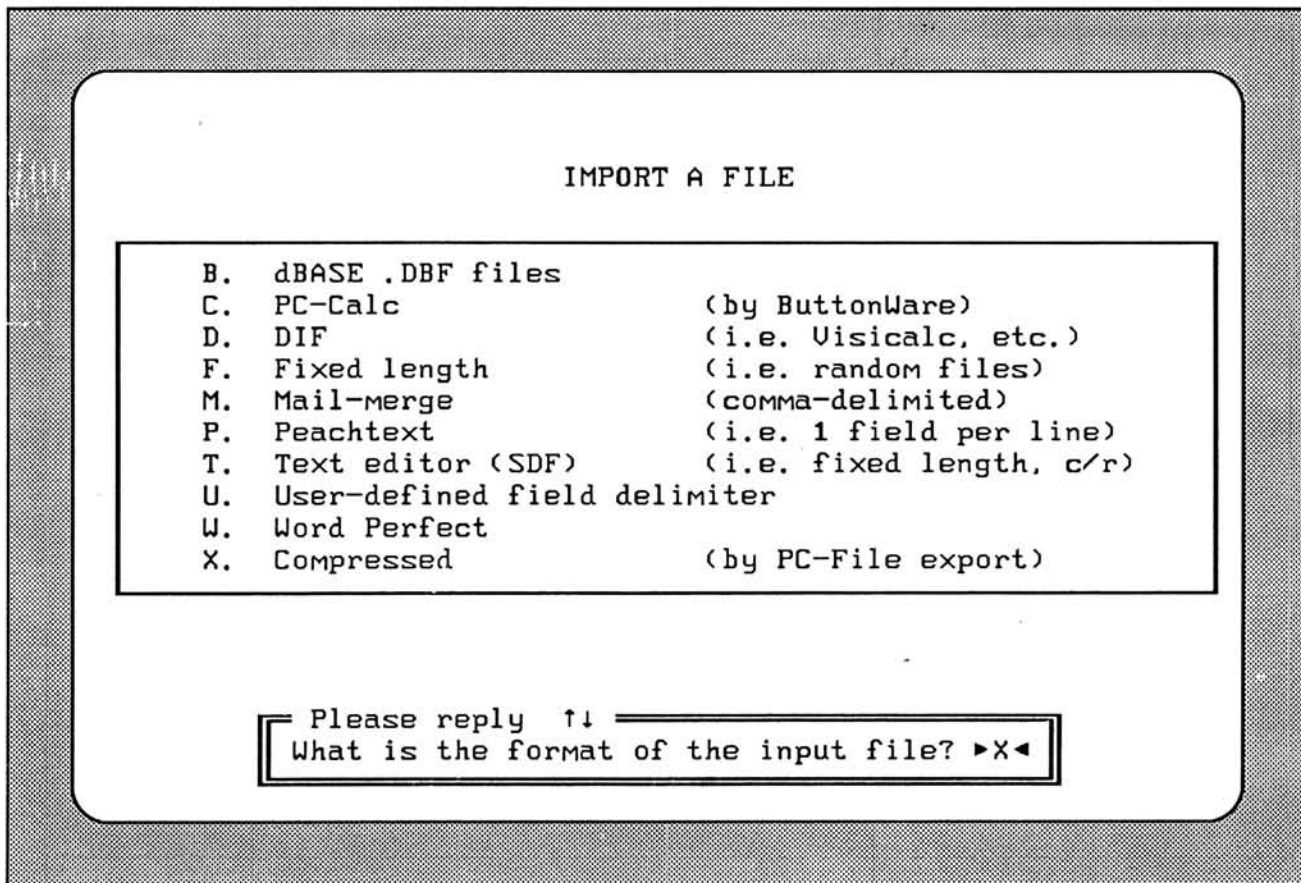 IMPORT A FILE
B. dBASE .DBF files
C. PC-Calc (by ButtonWare)
D. DIF (i.e. Visicalc, etc.)
F. Fixed length (i.e. random files)
M. Mail-merge (comma-delimited)
P. Peachtext (i.e. 1 field per line)
T. Text editor (SDF) (i.e. fixed length, c/r)
U. User-defined field delimiter
W. Word Perfect
X. Compressed (by PC-File export)
Please reply ↑↓
What is the format of the input file? ►X◄